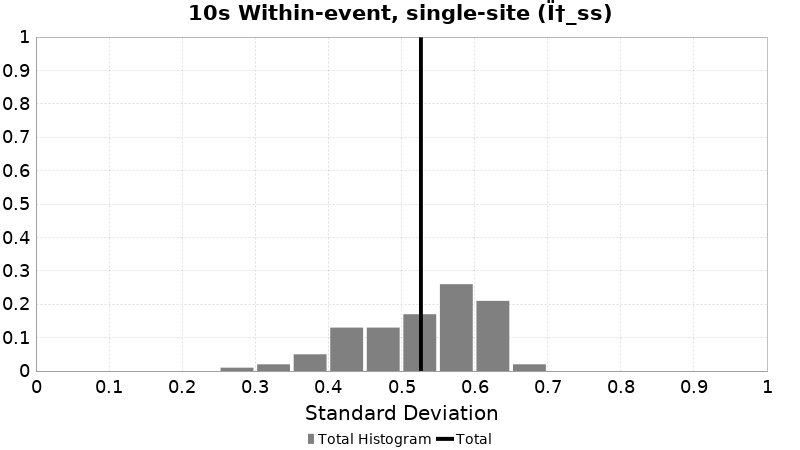 10s Within-event, single-site (Ï†_ss)
1
0.9
0.8
0.7
0.6
0.5
0.4
0.3
0.2
0.1
0
0 0.1 0.2 0.3 0.4 0.5 0.6 0.7 0.8 0.9 1
Standard Deviation
Total Histogram Total